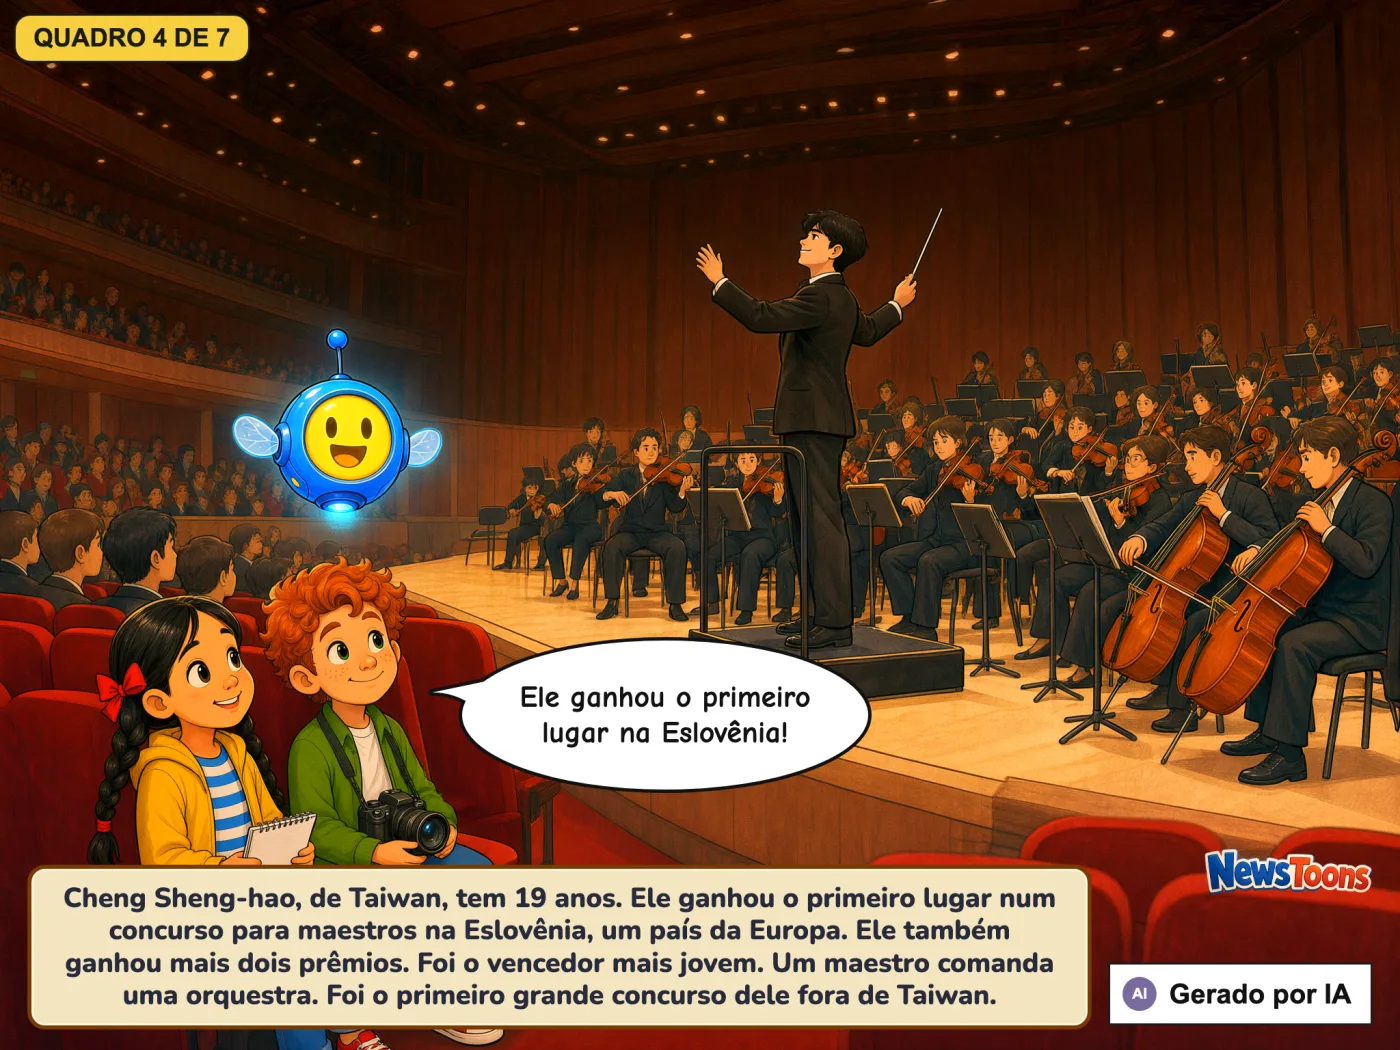 QUADRO 4 DE 7
Ele ganhou o primeiro
lugar na Eslovênia!
NewsToons
Cheng Sheng-hao, de Taiwan, tem 19 anos. Ele ganhou o primeiro lugar num
concurso para maestros na Eslovênia, um país da Europa. Ele também
ganhou mais dois prêmios. Foi o vencedor mais jovem. Um maestro comanda
uma orquestra. Foi o primeiro grande concurso dele fora de Taiwan.
AI Gerado por IA